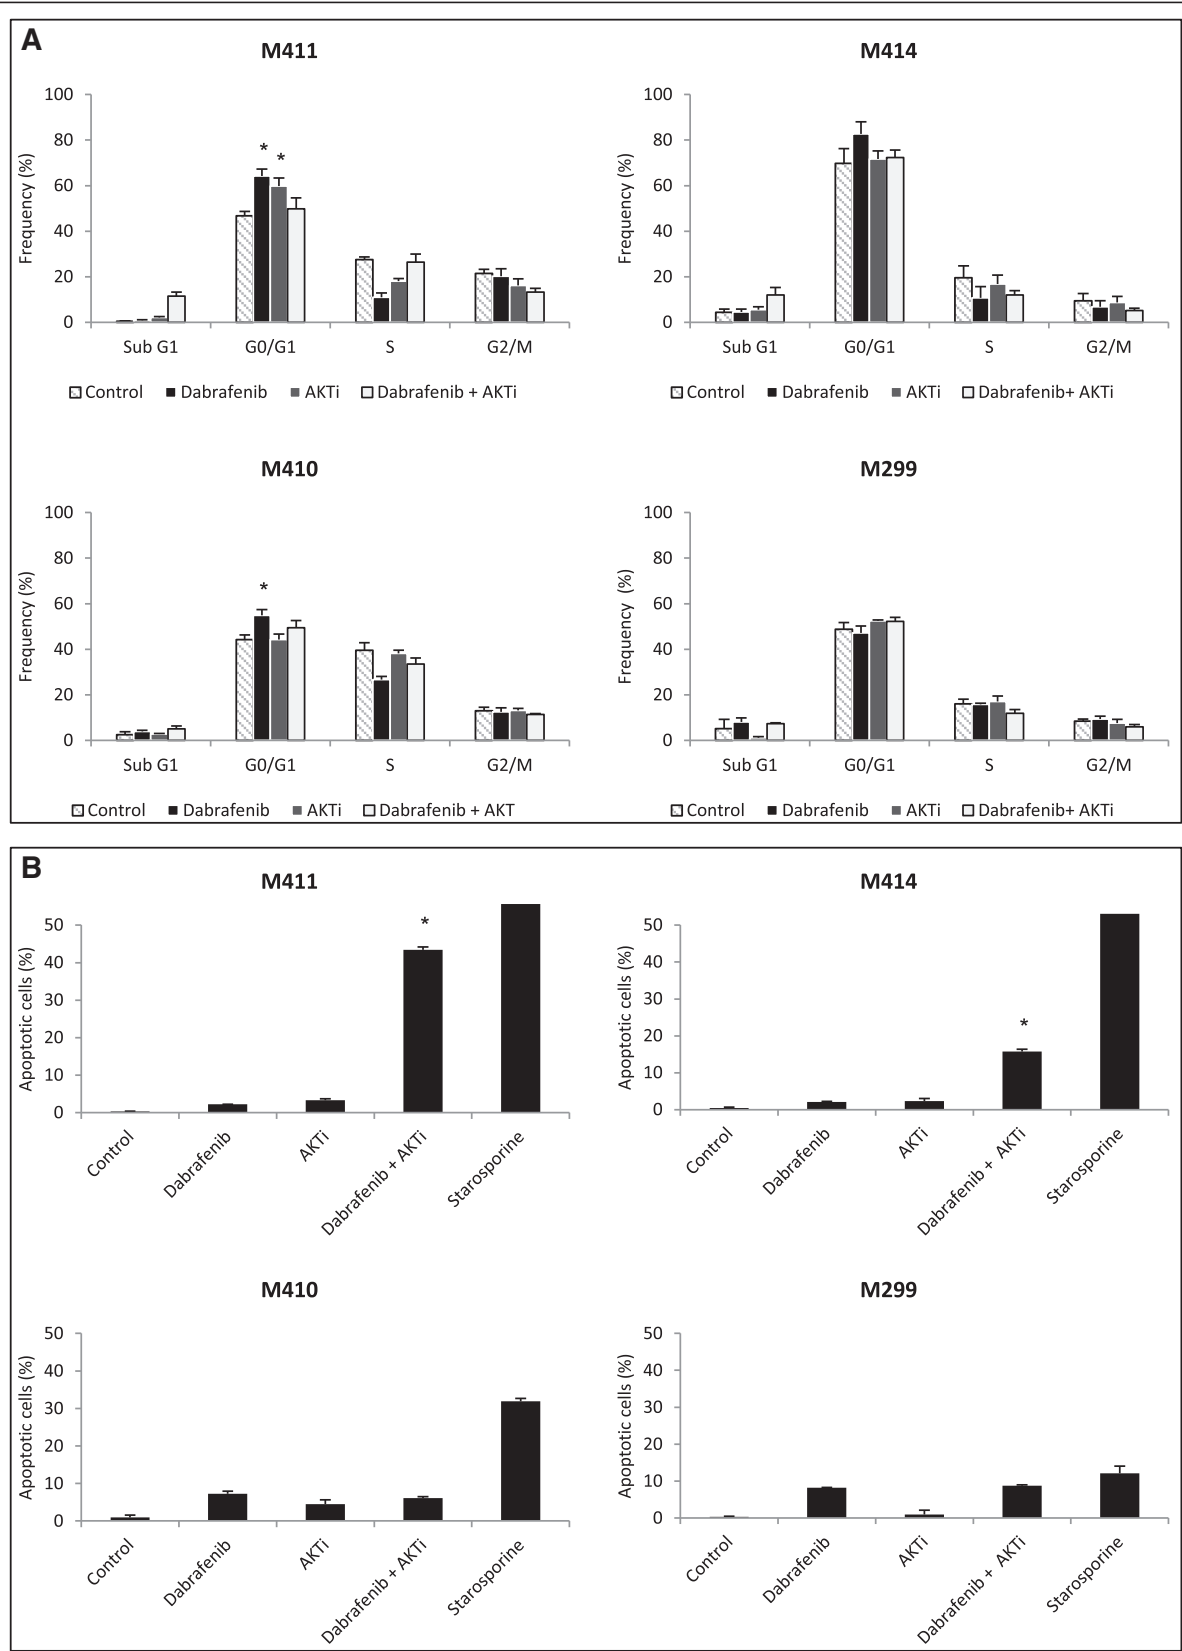 A
M411
100
80
60
40
20
0
Frequency (%)
* *
Sub G1 G0/G1 S G2/M
Control Dabrafenib AKTi Dabrafenib + AKTi
M414
100
80
60
40
20
0
Frequency (%)
Sub G1 G0/G1 S G2/M
Control Dabrafenib AKTi Dabrafenib+ AKTi
M410
100
80
60
40
20
0
Frequency (%)
*
Sub G1 G0/G1 S G2/M
Control Dabrafenib AKTi Dabrafenib + AKT
M299
100
80
60
40
20
0
Frequency (%)
Sub G1 G0/G1 S G2/M
Control Dabrafenib AKTi Dabrafenib+ AKTi
B
M411
50
40
30
20
10
0
Apoptotic cells (%)
*
Control
Dabrafenib
AKTi
Dabrafenib + AKTi
Starosporine
M414
50
40
30
20
10
0
Apoptotic cells (%)
*
Control
Dabrafenib
AKTi
Dabrafenib + AKTi
Starosporine
M410
50
40
30
20
10
0
Apoptotic cells (%)
Control
Dabrafenib
AKTi
Dabrafenib + AKTi
Starosporine
M299
50
40
30
20
10
0
Apoptotic cells (%)
Control
Dabrafenib
AKTi
Dabrafenib + AKTi
Starosporine